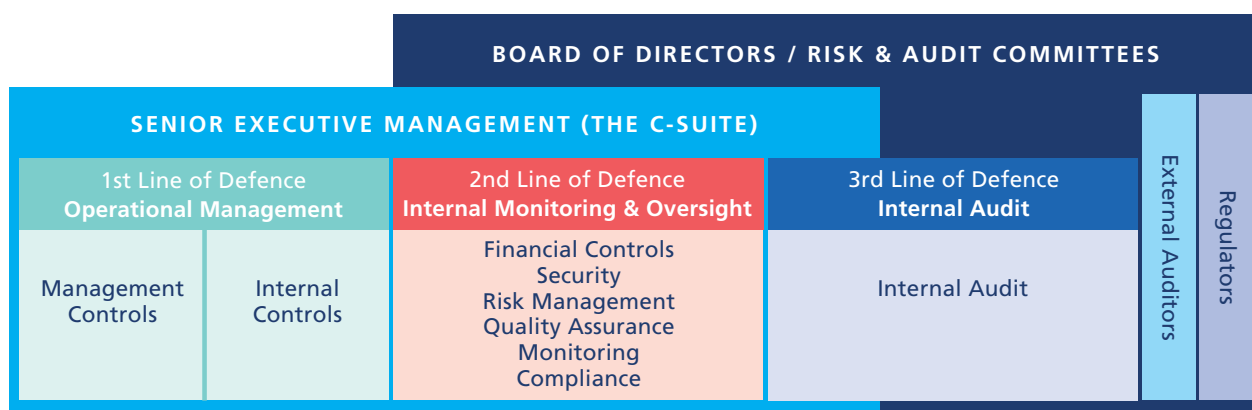 BOARD OF DIRECTORS / RISK & AUDIT COMMITTEES
SENIOR EXECUTIVE MANAGEMENT (THE C-SUITE)
1st Line of Defence
Operational Management
Management
Controls
Internal
Controls
2nd Line of Defence
Internal Monitoring & Oversight
Financial Controls
Security
Risk Management
Quality Assurance
Monitoring
Compliance
3rd Line of Defence
Internal Audit
Internal Audit
External Auditors
Regulators